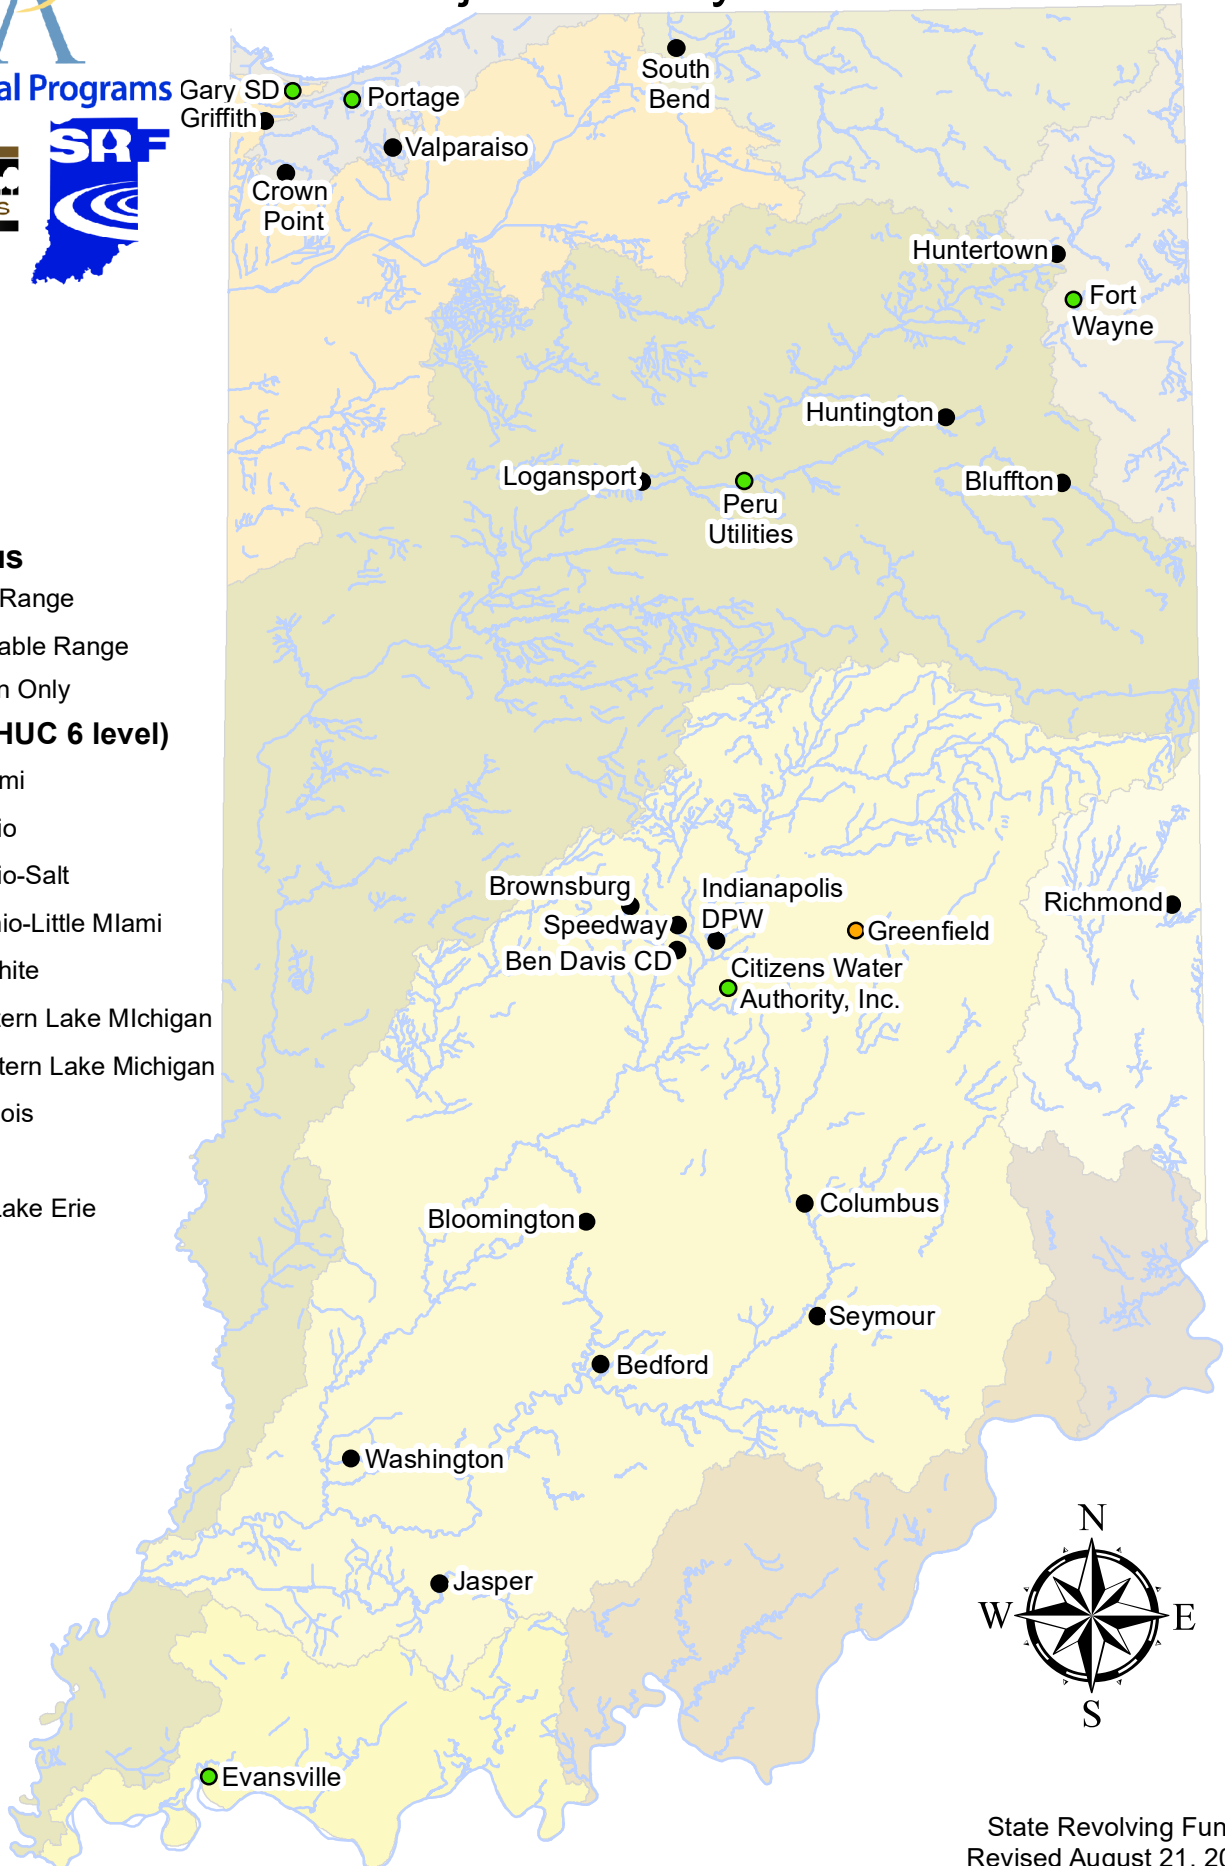 al Programs
SRF
s
Gary SD
Portage
Griffith
Valparaiso
Crown
Point
South
Bend
Huntertown
Fort
Wayne
Huntington
Logansport
Peru
Utilities
Bluffton
us
Range
able Range
n Only
HUC 6 level)
mi
io
io-Salt
io-Little MIami
hite
tern Lake MIchigan
tern Lake Michigan
ois
Lake Erie
Brownsburg
Speedway
Ben Davis CD
Indianapolis
DPW
Greenfield
Citizens Water
Authority, Inc.
Richmond
Bloomington
Columbus
Seymour
Bedford
Washington
Jasper
Evansville
N
W
E
S
State Revolving Fun
Revised August 21, 20